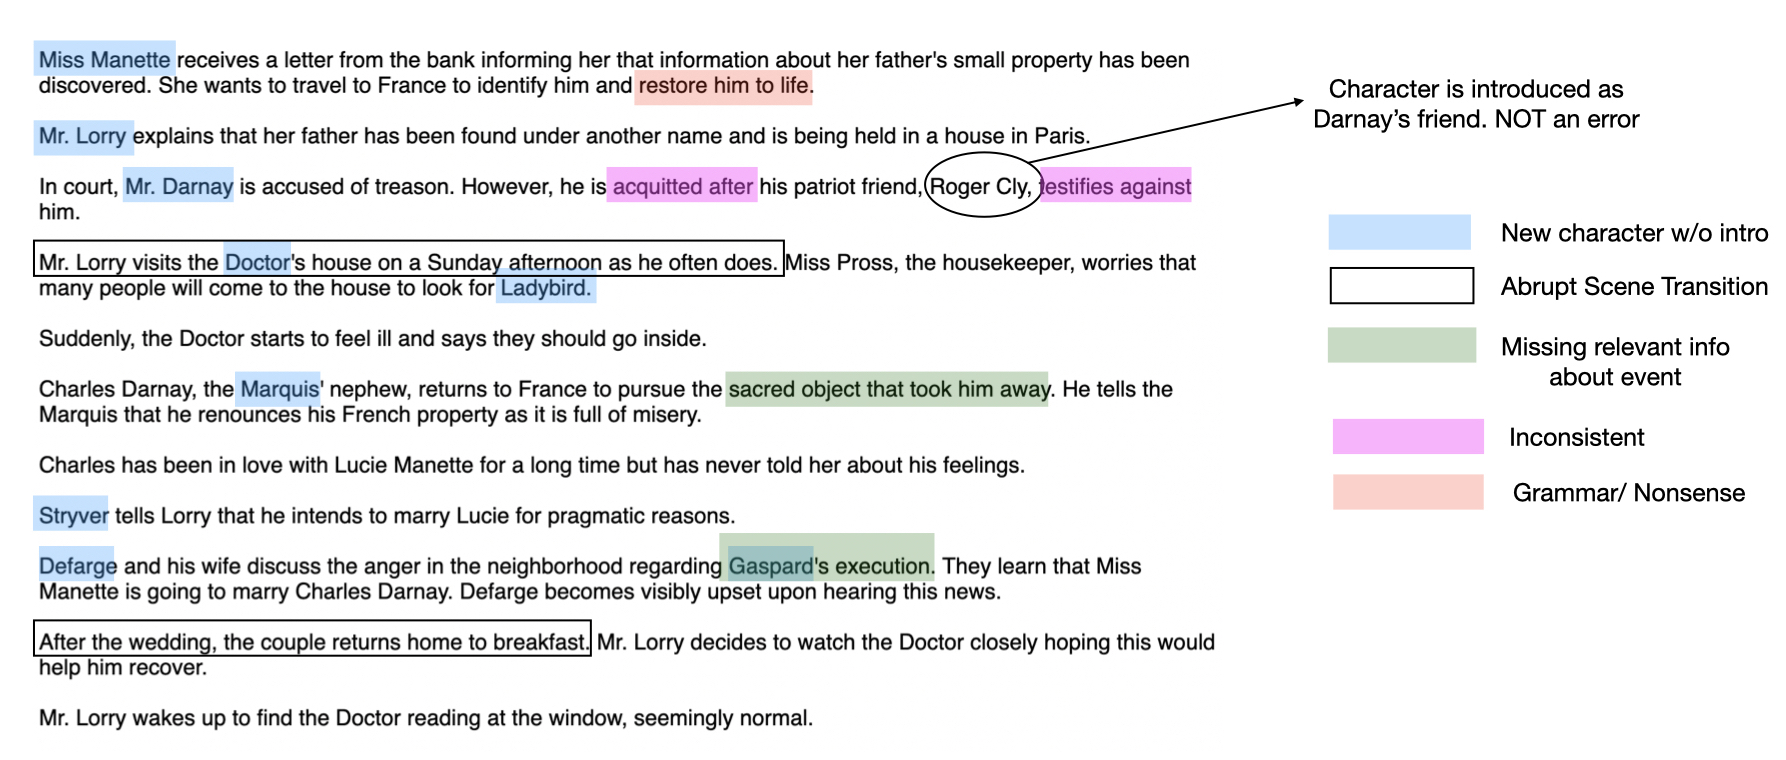 Miss Manette receives a letter from the bank informing her that information about her father's small property has been
discovered. She wants to travel to France to identify him and restore him to life.
Mr. Lorry explains that her father has been found under another name and is being held in a house in Paris.
In court, Mr. Darnay is accused of treason. However, he is acquitted after his patriot friend, Roger Cly, testifies against
him.
Mr. Lorry visits the Doctor's house on a Sunday afternoon as he often does. Miss Pross, the housekeeper, worries that
many people will come to the house to look for Ladybird.
Suddenly, the Doctor starts to feel ill and says they should go inside.
Charles Darnay, the Marquis' nephew, returns to France to pursue the sacred object that took him away. He tells the
Marquis that he renounces his French property as it is full of misery.
Charles has been in love with Lucie Manette for a long time but has never told her about his feelings.
Stryver tells Lorry that he intends to marry Lucie for pragmatic reasons.
Defarge and his wife discuss the anger in the neighborhood regarding Gaspard's execution. They learn that Miss
Manette is going to marry Charles Darnay. Defarge becomes visibly upset upon hearing this news.
After the wedding, the couple returns home to breakfast. Mr. Lorry decides to watch the Doctor closely hoping this would
help him recover.
Mr. Lorry wakes up to find the Doctor reading at the window, seemingly normal.
Character is introduced as
Darnay's friend. NOT an error
New character w/o intro
Abrupt Scene Transition
Missing relevant info
about event
Inconsistent
Grammar/ Nonsense